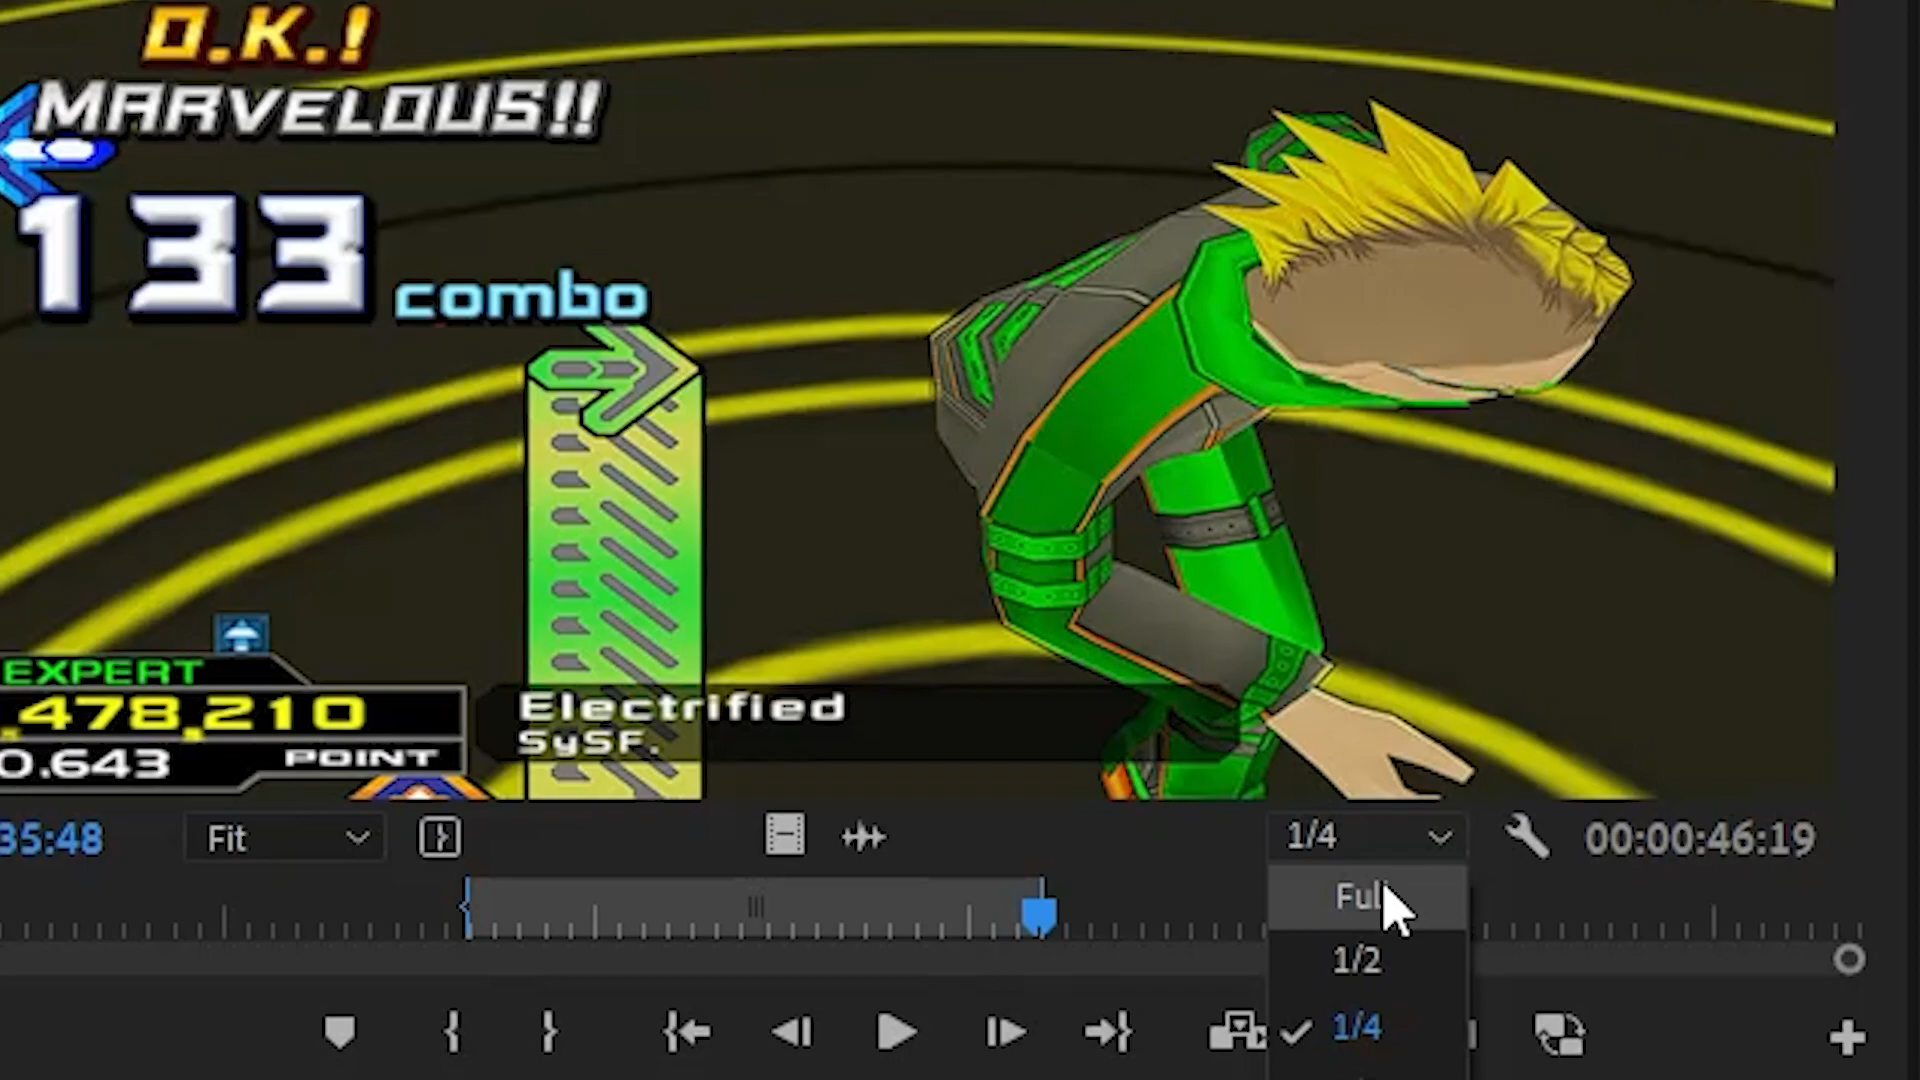 O.K.!
MARVELOUS!!
133 combo
EXPERT
,478,210
0.643 POINT
Electrified
SySF.
35:48
Fit
1/4
00:00:46:19
Full
1/2
1/4